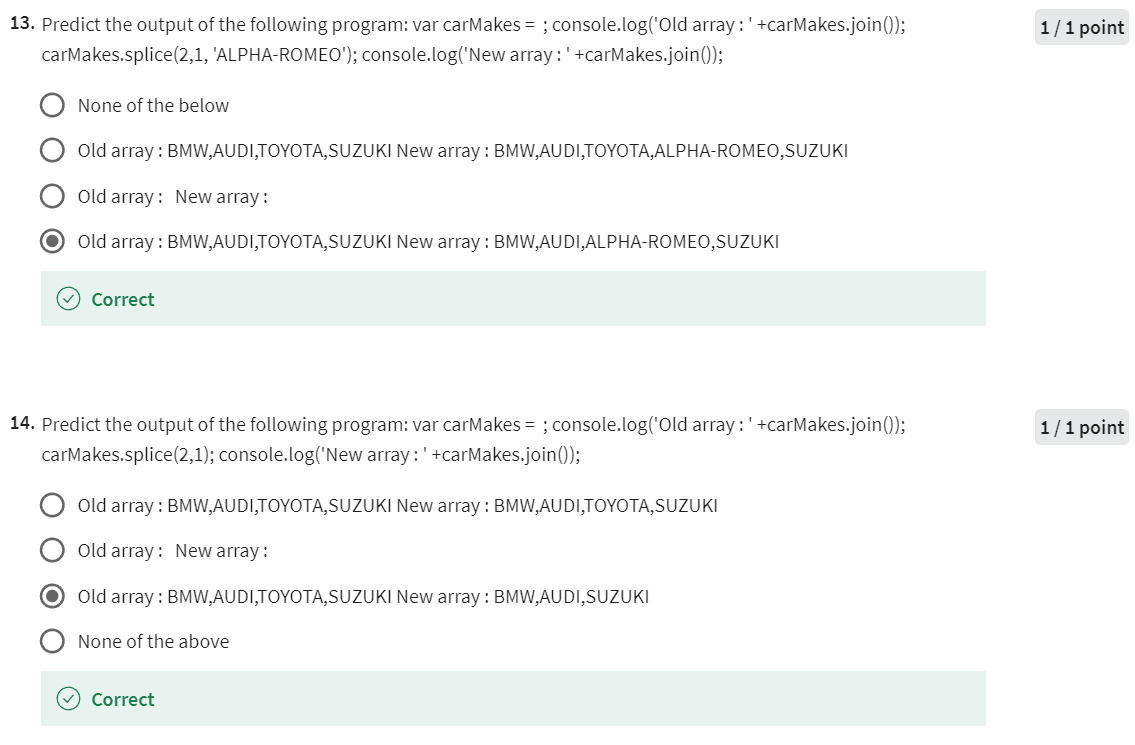 13. Predict the output of the following program: var carMakes = ; console.log('Old array : ' +carMakes.join()); 1 / 1 point
carMakes.splice(2,1, 'ALPHA-ROMEO'); console.log('New array : ' +carMakes.join());
None of the below
Old array : BMW,AUDI,TOYOTA,SUZUKI New array : BMW,AUDI,TOYOTA,ALPHA-ROMEO,SUZUKI
Old array : New array :
Old array : BMW,AUDI,TOYOTA,SUZUKI New array : BMW,AUDI,ALPHA-ROMEO,SUZUKI
Correct
14. Predict the output of the following program: var carMakes = ; console.log('Old array : ' +carMakes.join()); 1 / 1 point
carMakes.splice(2,1); console.log('New array : ' +carMakes.join());
Old array : BMW,AUDI,TOYOTA,SUZUKI New array : BMW,AUDI,TOYOTA,SUZUKI
Old array : New array :
Old array : BMW,AUDI,TOYOTA,SUZUKI New array : BMW,AUDI,SUZUKI
None of the above
Correct